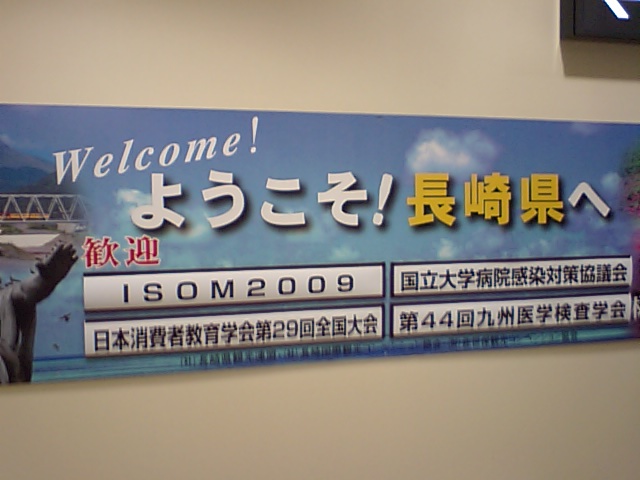 Welcome!
ようこそ!長崎県へ
歓迎
ISOM2009
国立大学病院感染対策協議会
日本消費者教育学会第29回全国大会
第44回九州医学検査学会